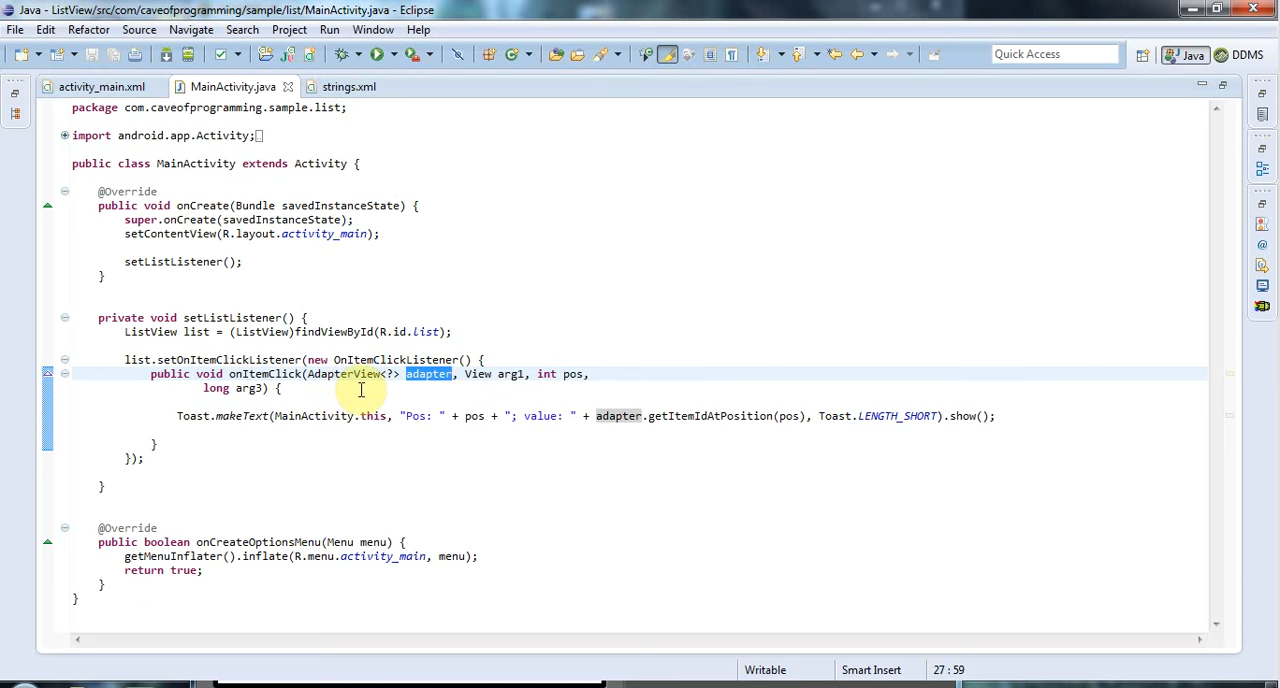 Java - ListView/src/com/caveofprogramming/sample/list/MainActivity.java - Eclipse
File Edit Refactor Source Navigate Search Project Run Window Help
Quick Access Java DDMS
activity_main.xml MainActivity.java strings.xml
package com.caveofprogramming.sample.list;
import android.app.Activity;
public class MainActivity extends Activity {
@Override
public void onCreate(Bundle savedInstanceState) {
super.onCreate(savedInstanceState);
setContentView(R.layout.activity_main);
setListListener();
}
private void setListListener() {
ListView list = (ListView)findViewById(R.id.list);
list.setOnItemClickListener(new OnItemClickListener() {
public void onItemClick(AdapterView<?> adapter, View arg1, int pos,
long arg3) {
Toast.makeText(MainActivity.this, "Pos: " + pos + "; value: " + adapter.getItemIdAtPosition(pos), Toast.LENGTH_SHORT).show();
}
});
}
@Override
public boolean onCreateOptionsMenu(Menu menu) {
getMenuInflater().inflate(R.menu.activity_main, menu);
return true;
}
}
Writable Smart Insert 27 : 59